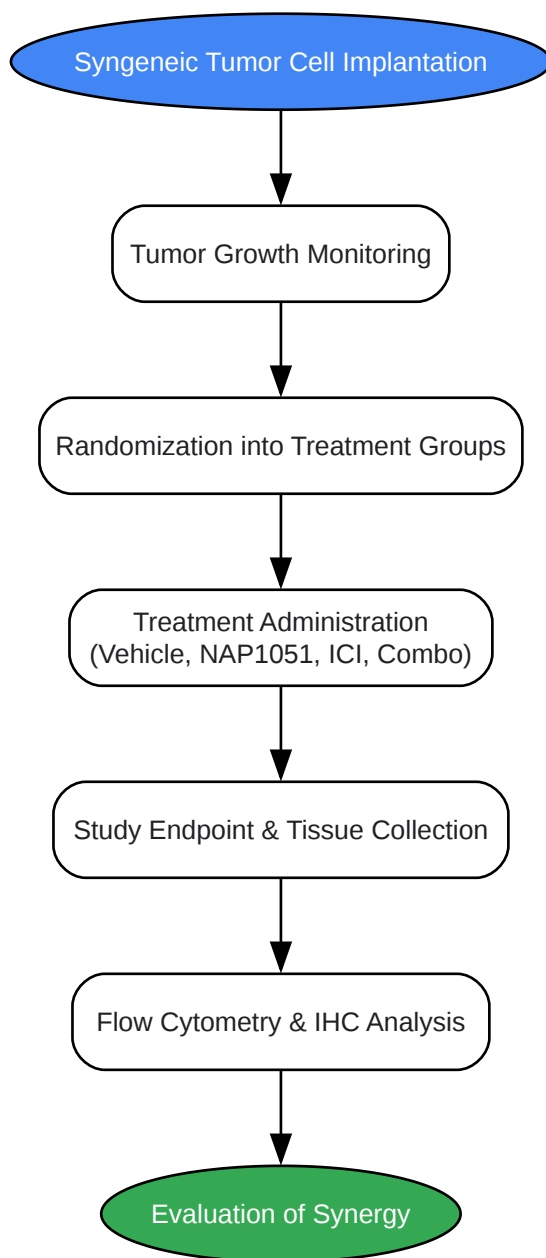 Syngeneic Tumor Cell Implantation
Tumor Growth Monitoring
Randomization into Treatment Groups
Treatment Administration
(Vehicle, NAP1051, ICI, Combo)
Study Endpoint & Tissue Collection
Flow Cytometry & IHC Analysis
Evaluation of Synergy